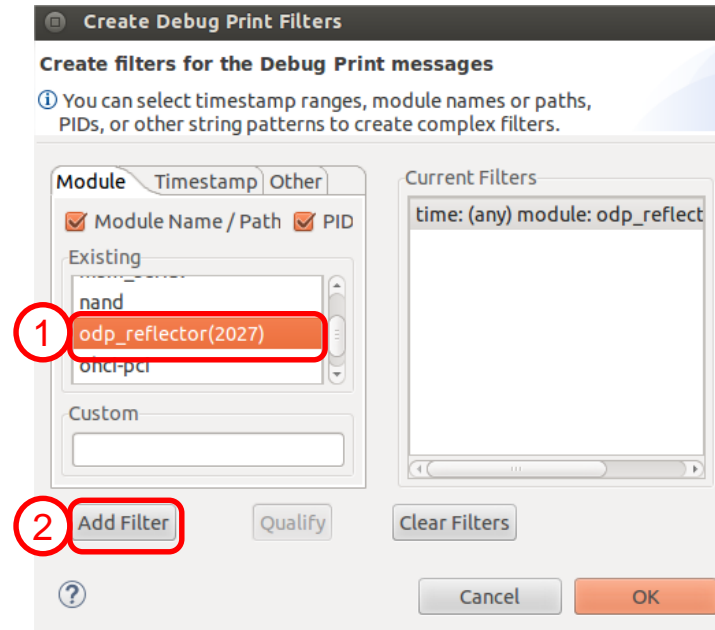 Create Debug Print Filters
Create filters for the Debug Print messages
You can select timestamp ranges, module names or paths,
PIDs, or other string patterns to create complex filters.
Module Timestamp Other
Module Name / Path PID
Existing
nand
1
odp_reflector(2027)
ohci-pci
Custom
Current Filters
time: (any) module: odp_reflect
2
Add Filter
Qualify
Clear Filters
?
Cancel
OK